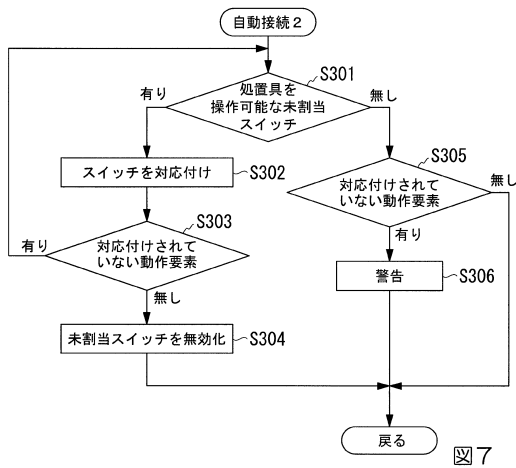 自動接続2
S301
処置具を
操作可能な未割当
スイッチ
有り
無し
スイッチを対応付け
S302
S305
対応付けされて
いない動作要素
無し
有り
S303
対応付けされて
いない動作要素
有り
無し
警告
S306
未割当スイッチを無効化
S304
戻る
図7